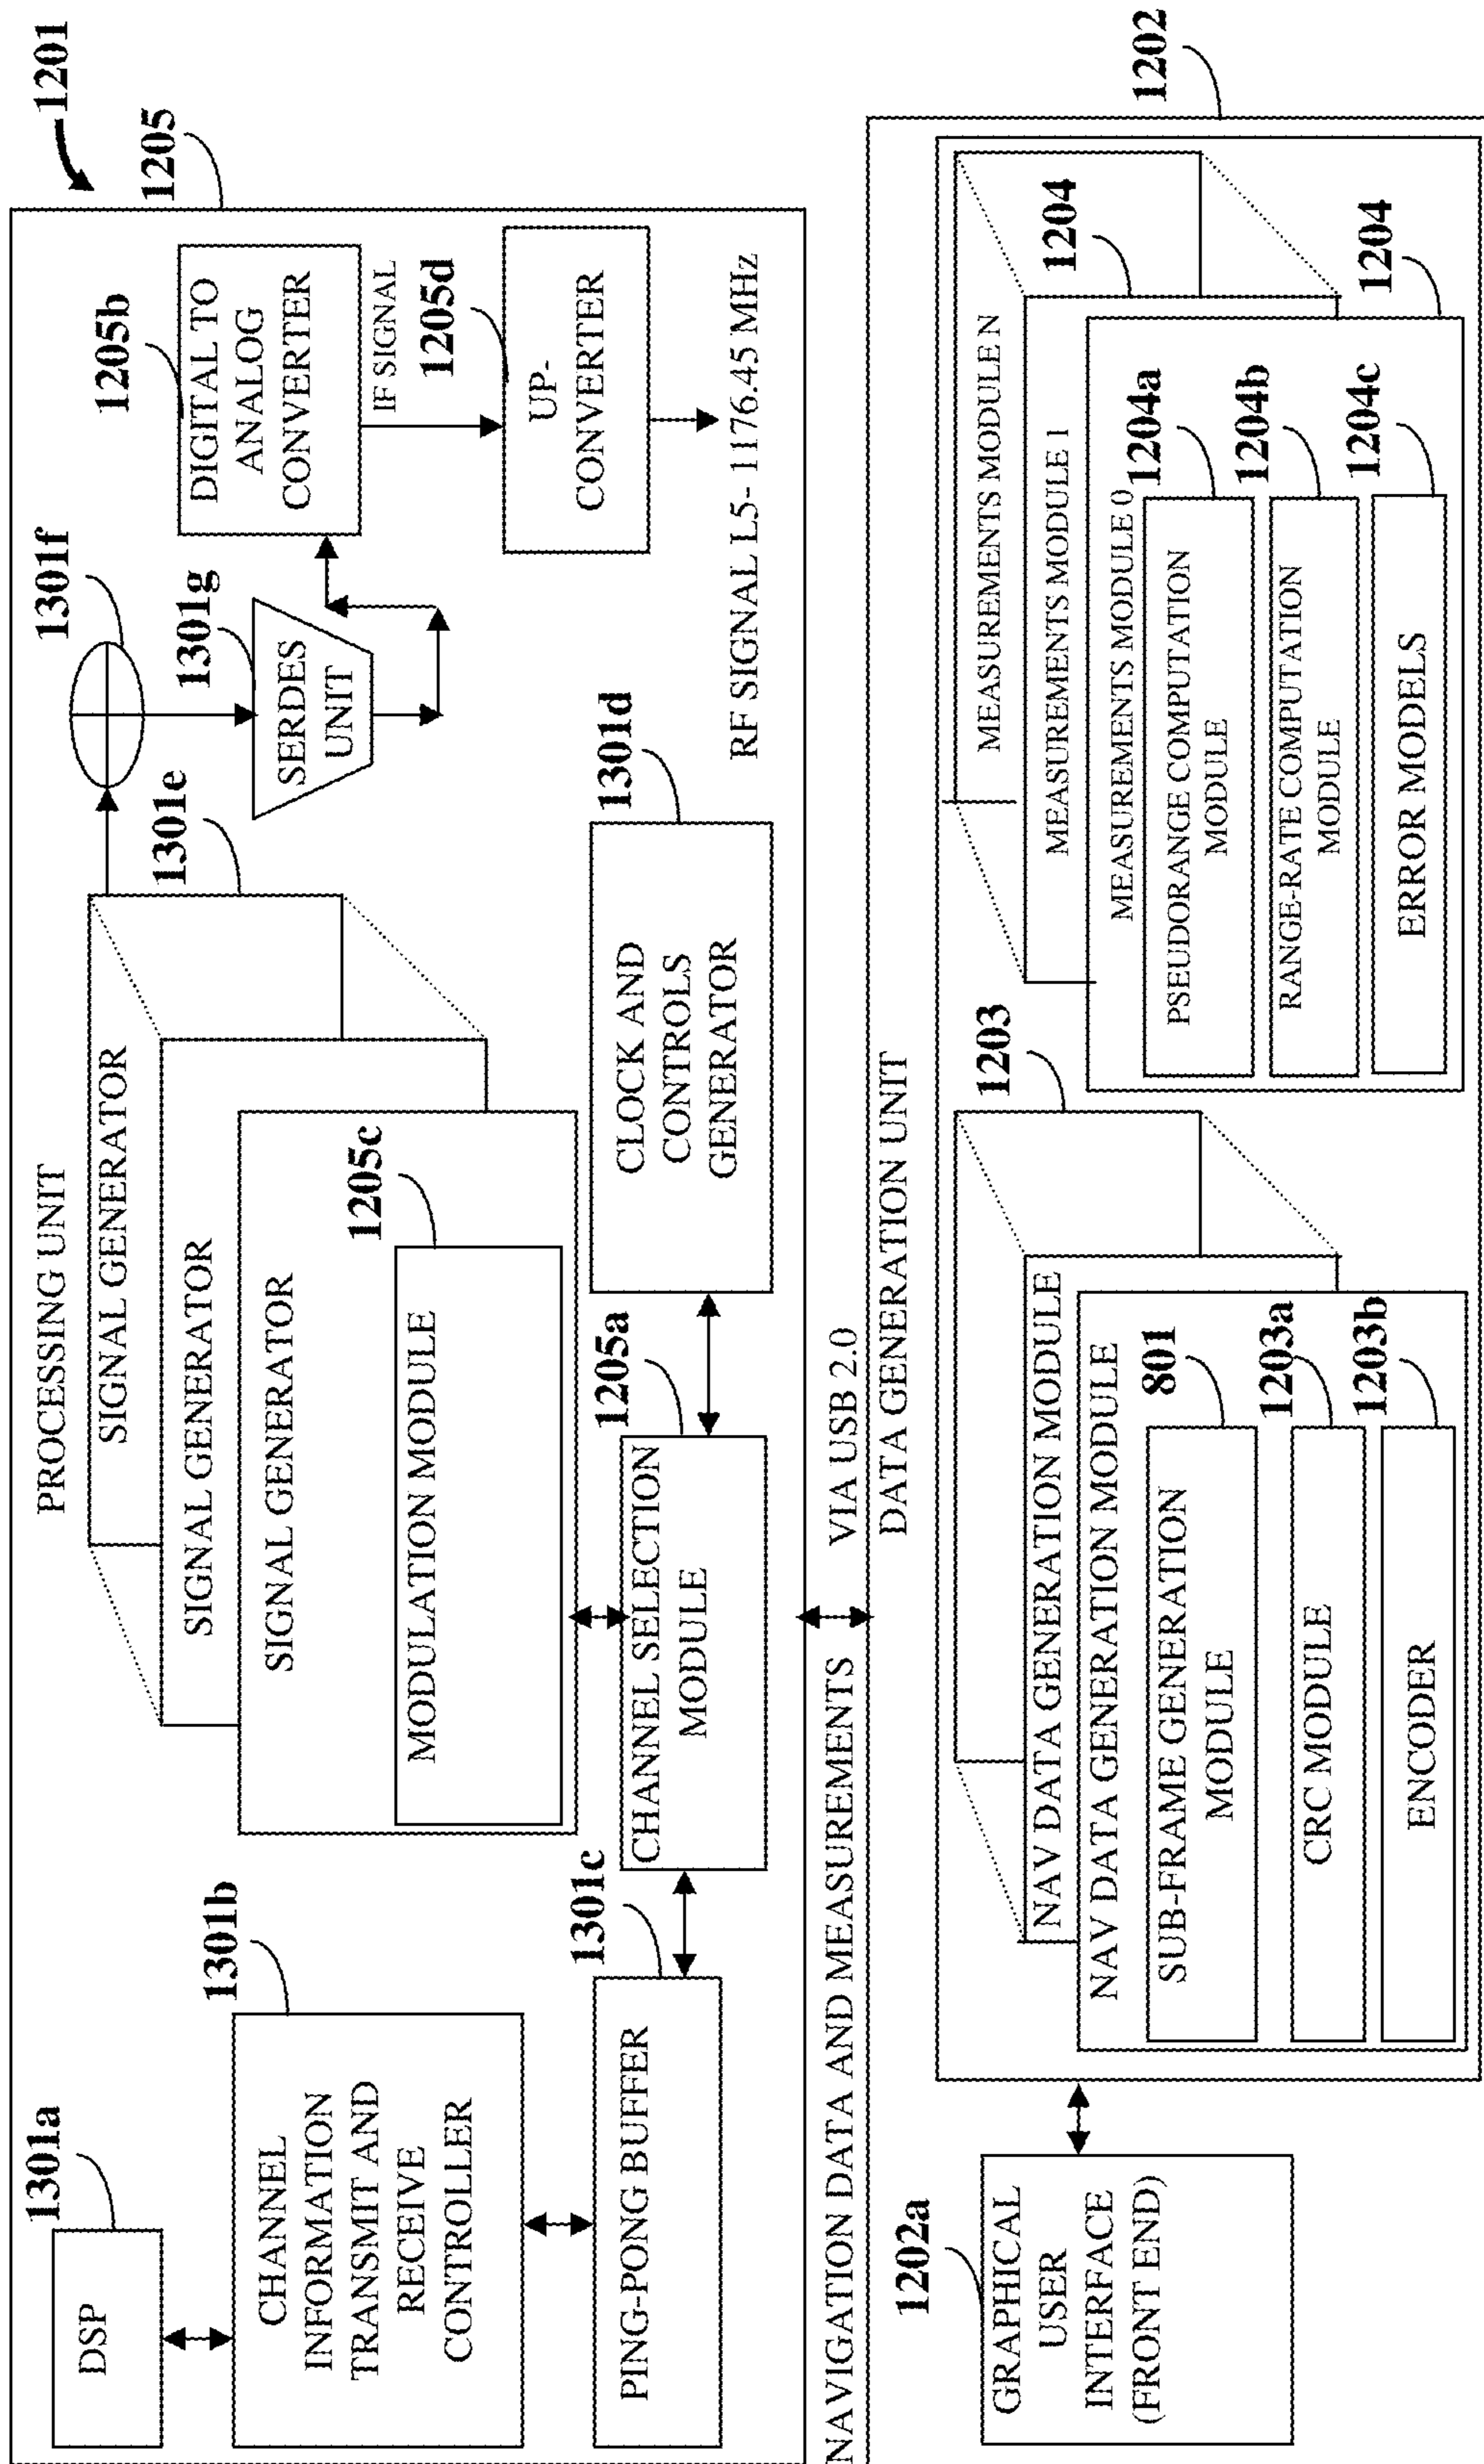 1201
1205
PROCESSING UNIT
1301a
DSP
1301b
CHANNEL
INFORMATION
TRANSMIT AND
RECEIVE
CONTROLLER
1301c
PING-PONG BUFFER
SIGNAL GENERATOR
SIGNAL GENERATOR
SIGNAL GENERATOR
1205c
MODULATION MODULE
1205a
CHANNEL SELECTION
MODULE
1301d
CLOCK AND
CONTROLS
GENERATOR
1301e
1301f
1301g
SERDES
UNIT
1205b
DIGITAL TO
ANALOG
CONVERTER
IF SIGNAL
1205d
UP-
CONVERTER
RF SIGNAL L5- 1176.45 MHz
NAVIGATION DATA AND MEASUREMENTS
VIA USB 2.0
DATA GENERATION UNIT
1202
1202a
GRAPHICAL
USER
INTERFACE
(FRONT END)
1203
NAV DATA GENERATION MODULE
NAV DATA GENERATION MODULE
801
SUB-FRAME GENERATION
MODULE
1203a
CRC MODULE
1203b
ENCODER
MEASUREMENTS MODULE N
1204
MEASUREMENTS MODULE 1
1204
MEASUREMENTS MODULE 0
1204a
PSEUDORANGE COMPUTATION
MODULE
1204b
RANGE-RATE COMPUTATION
MODULE
1204c
ERROR MODELS